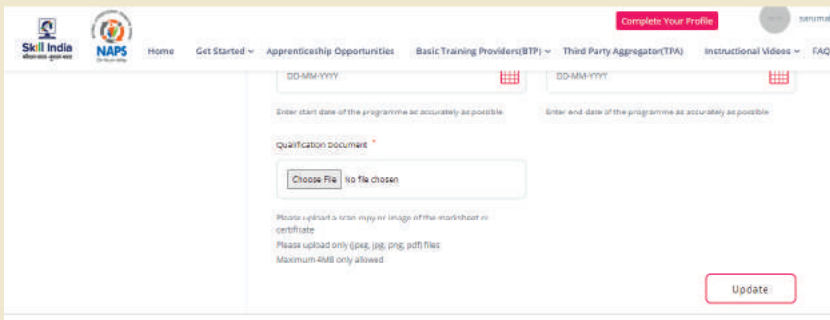 Complete Your Profile
Skill India
NAPS
Home
Get Started
Apprenticeship Opportunities
Basic Training Providers(BTP)
Third Party Aggregator(TPA)
Instructional Videos
FAQ
DD-MM-YYYY
DD-MM-YYYY
Enter start date of the programme as accurately as possible
Enter end date of the programme as accurately as possible
Qualification Document *
Choose File No file chosen
Please upload a scan copy or image of the marksheet or
certificate
Please upload only (jpeg, jpg, png, pdf) files
Maximum 4MB only allowed
Update